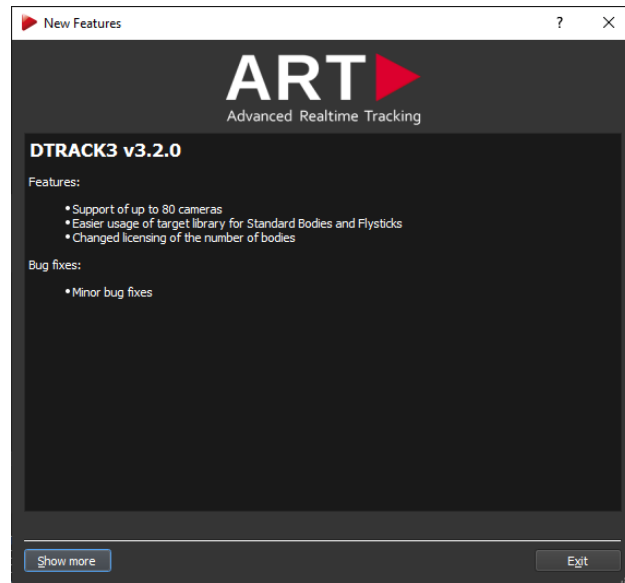 New Features
ART
Advanced Realtime Tracking
DTRACK3 v3.2.0
Features:
• Support of up to 80 cameras
• Easier usage of target library for Standard Bodies and Flysticks
• Changed licensing of the number of bodies
Bug fixes:
• Minor bug fixes
Show more
Exit